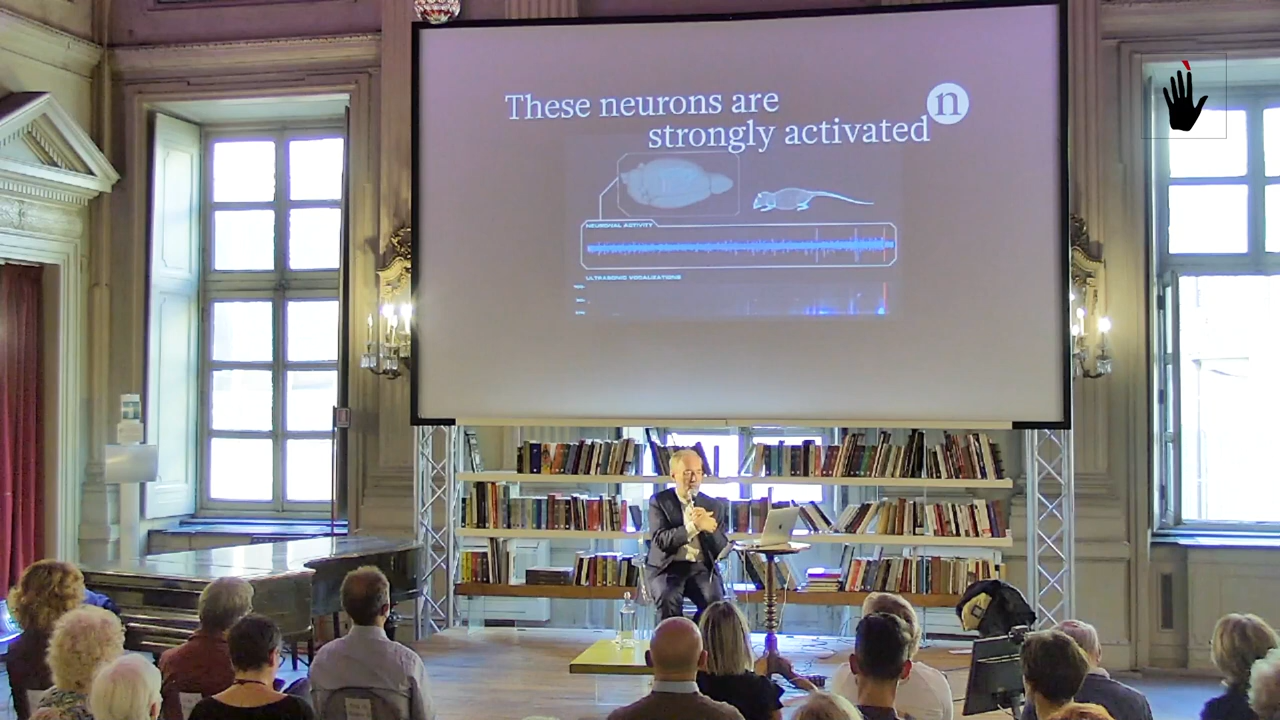 These neurons are
strongly activated
n
NEURONAL ACTIVITY
ULTRASONIC VOCALIZATIONS